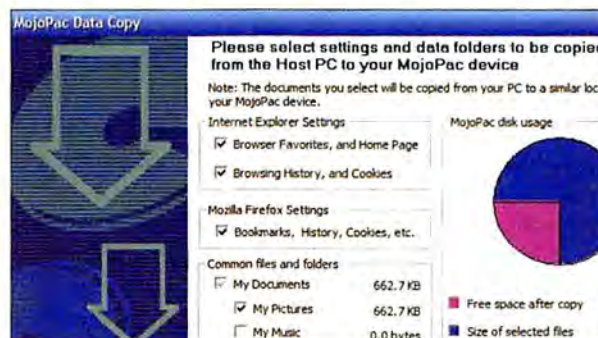 MojoPac Data Copy
Please select settings and data folders to be copied
from the Host PC to your MojoPac device
Note: The documents you select will be copied from your PC to a similar loc
your MojoPac device.
Internet Explorer Settings
Browser Favorites, and Home Page
Browsing History, and Cookies
Mozilla Firefox Settings
Bookmarks, History, Cookies, etc.
Common files and folders
My Documents 662.7 KB
My Pictures 662.7 KB
My Music 0.0 bytes
MojoPac disk usage
Free space after copy
Size of selected files